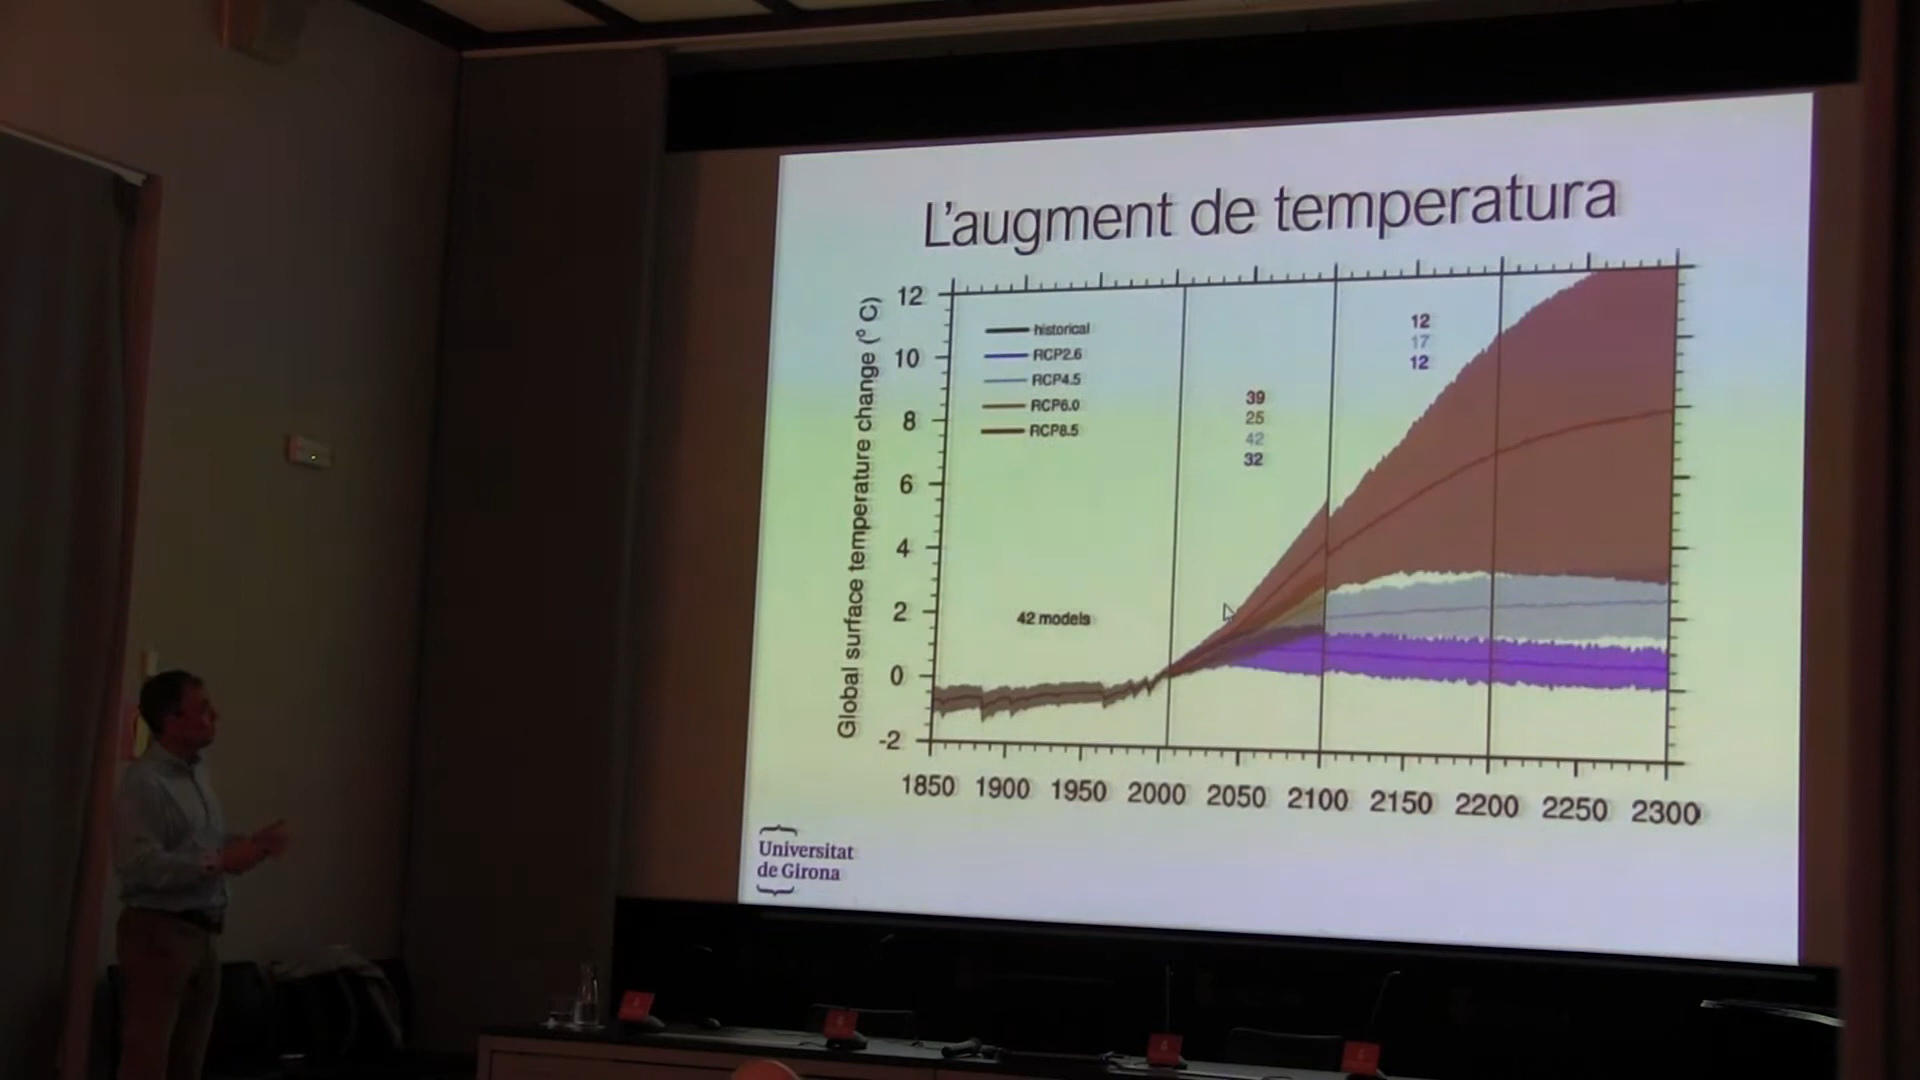 L'augment de temperatura
Global surface temperature change (º C)
12
10
8
6
4
2
0
-2
historical
RCP2.6
RCP4.5
RCP6.0
RCP8.5
42 models
39
25
42
32
12
17
12
1850 1900 1950 2000 2050 2100 2150 2200 2250 2300
Universitat
de Girona